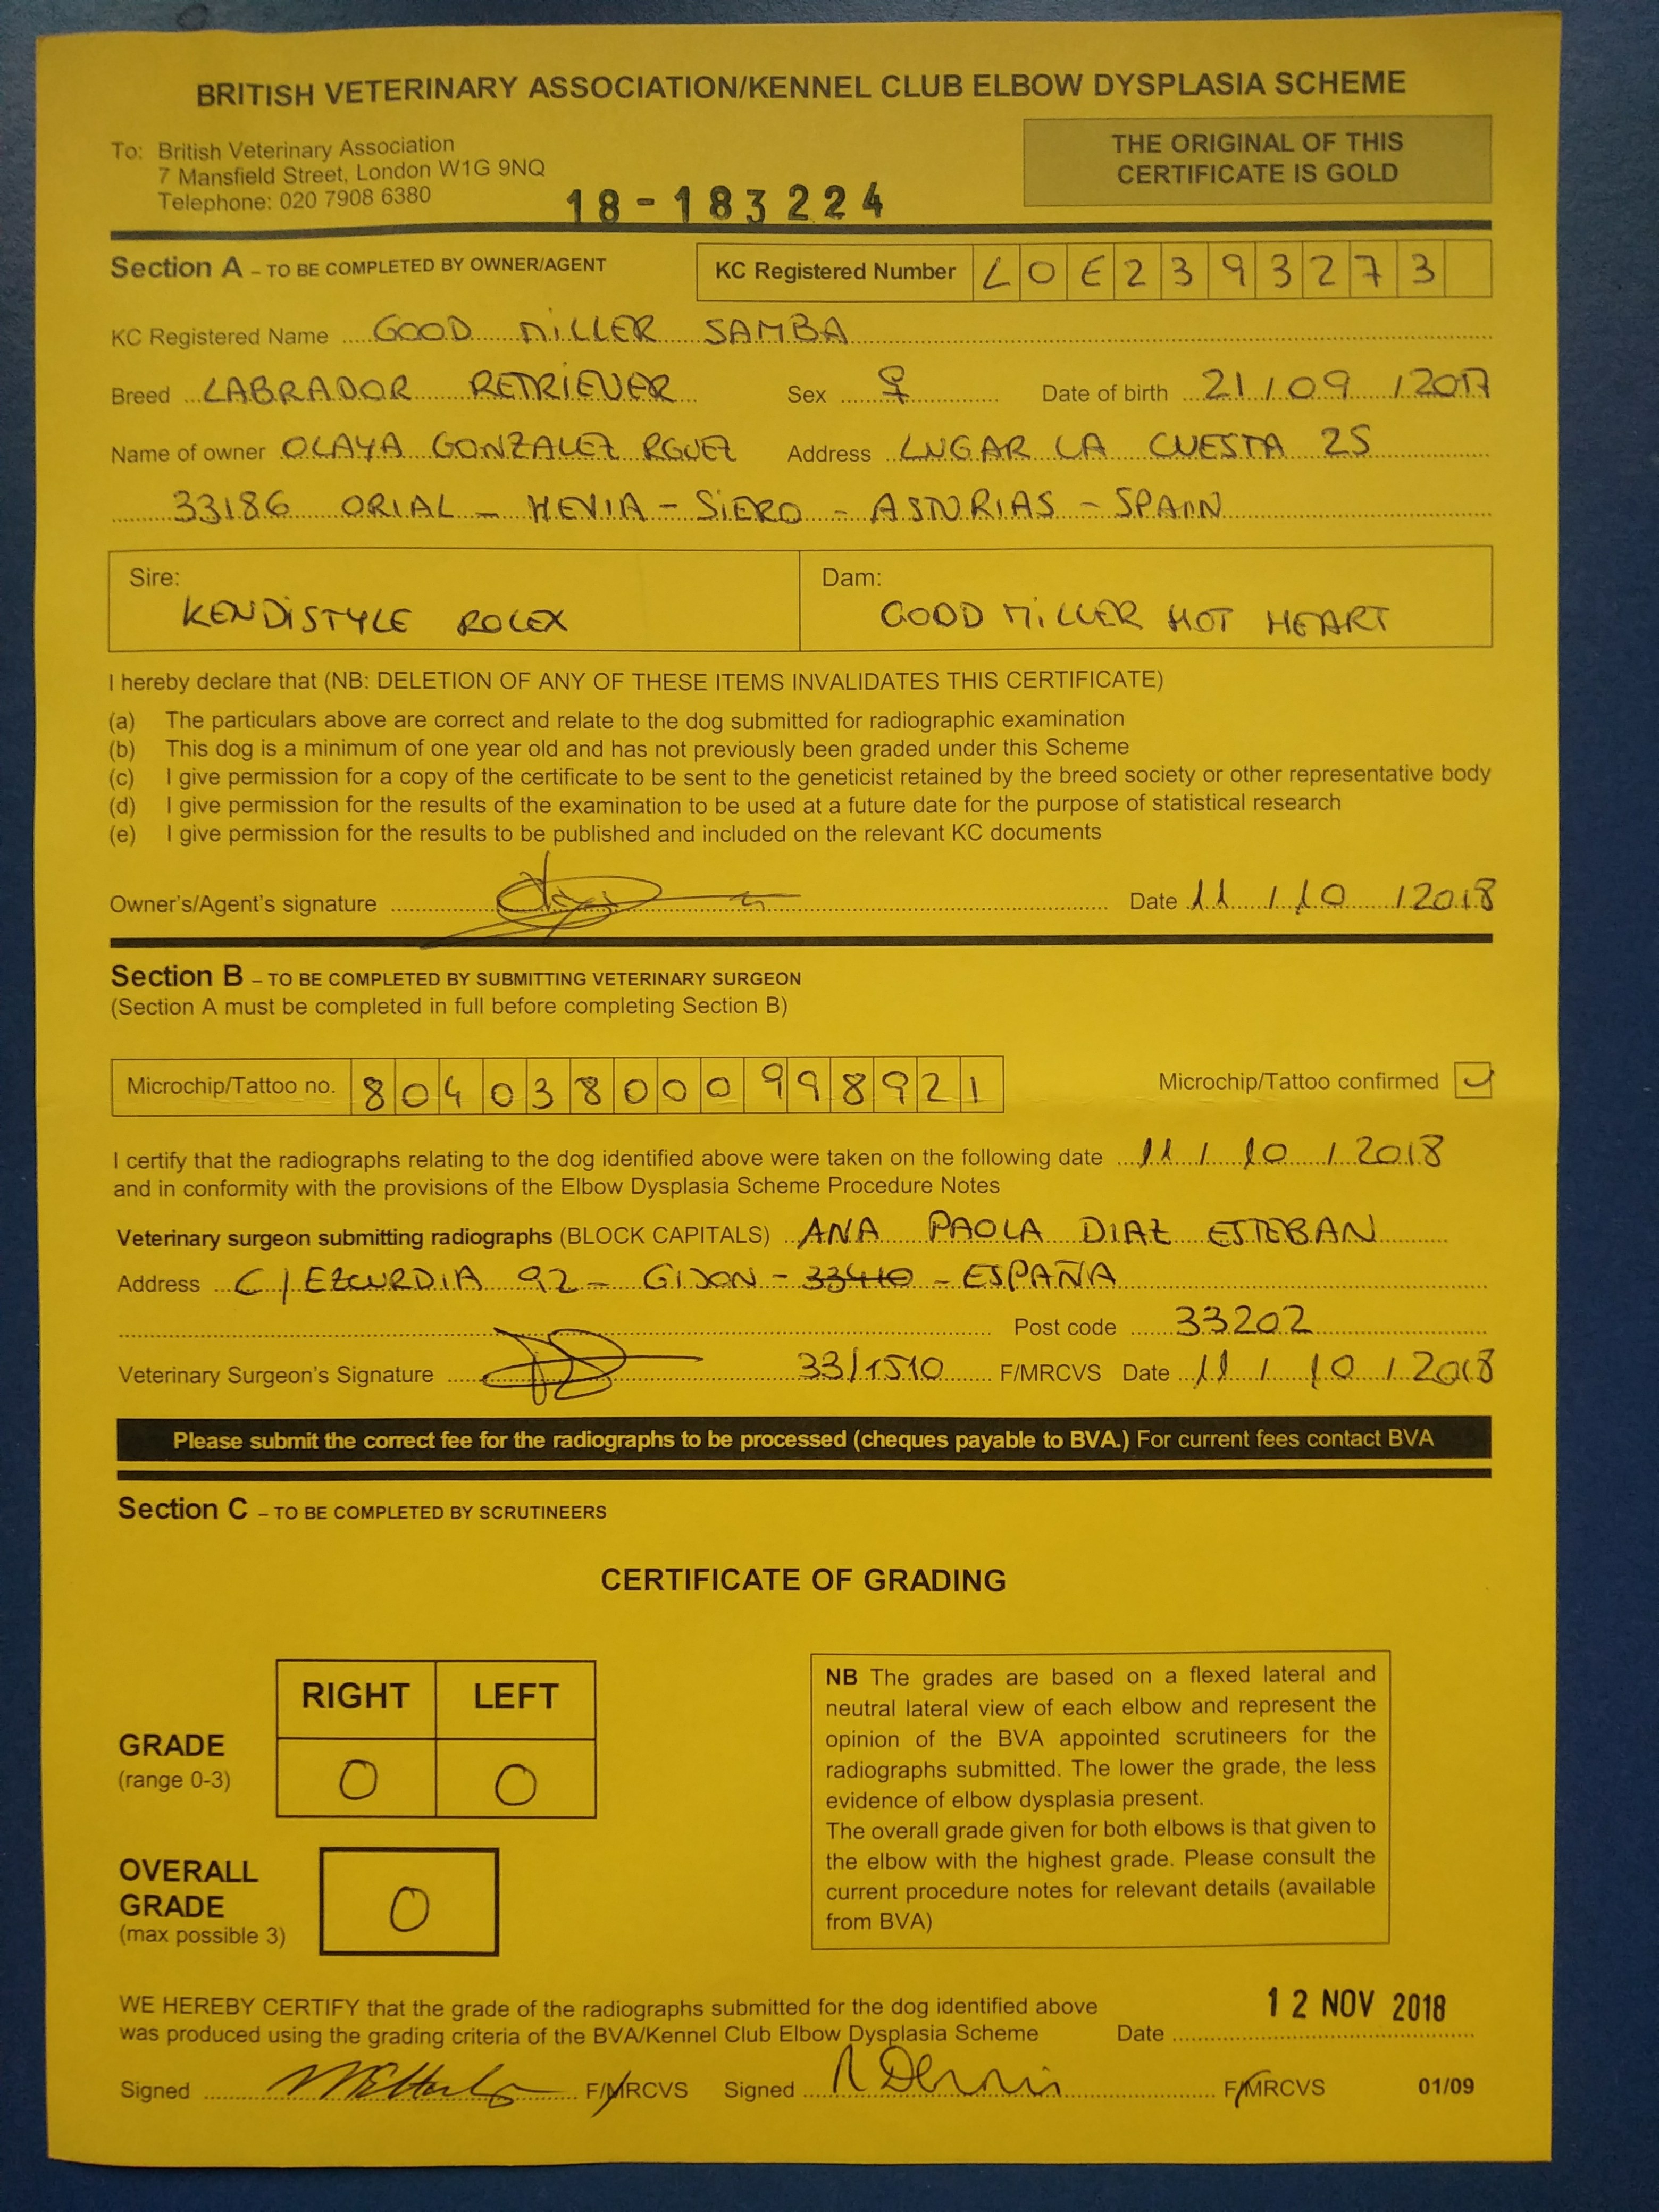 BRITISH VETERINARY ASSOCIATION/KENNEL CLUB ELBOW DYSPLASIA SCHEME
To: British Veterinary Association
7 Mansfield Street, London W1G 9NQ
Telephone: 020 7908 6380
THE ORIGINAL OF THIS
CERTIFICATE IS GOLD
18-183224
Section A – TO BE COMPLETED BY OWNER/AGENT
KC Registered Number LOE2393273
KC Registered Name GOOD MiLLER SAMBA
Breed LABRADOR RETRIEVER Sex ♀ Date of birth 21/09/2017
Name of owner OLAYA GONZALEZ RGUEZ Address LUGAR LA CUESTA 25
33186 ORIAL - HEVIA - SiERO - ASTURIAS - SPAIN
Sire:
KENDiSTYLE ROLEX
Dam:
GOOD MiLLER HOT HEART
I hereby declare that (NB: DELETION OF ANY OF THESE ITEMS INVALIDATES THIS CERTIFICATE)
(a) The particulars above are correct and relate to the dog submitted for radiographic examination
(b) This dog is a minimum of one year old and has not previously been graded under this Scheme
(c) I give permission for a copy of the certificate to be sent to the geneticist retained by the breed society or other representative body
(d) I give permission for the results of the examination to be used at a future date for the purpose of statistical research
(e) I give permission for the results to be published and included on the relevant KC documents
Owner's/Agent's signature Date 11/10/2018
Section B – TO BE COMPLETED BY SUBMITTING VETERINARY SURGEON
(Section A must be completed in full before completing Section B)
Microchip/Tattoo no. 804038000998921 Microchip/Tattoo confirmed
I certify that the radiographs relating to the dog identified above were taken on the following date 11/10/2018
and in conformity with the provisions of the Elbow Dysplasia Scheme Procedure Notes
Veterinary surgeon submitting radiographs (BLOCK CAPITALS) ANA PAOLA DIAZ ESTEBAN
Address C/EZCURDIA 92 - GIJON - 33410 - ESPAÑA
Post code 33202
Veterinary Surgeon's Signature 33/1510 F/MRCVS Date 11/10/2018
Please submit the correct fee for the radiographs to be processed (cheques payable to BVA.) For current fees contact BVA
Section C – TO BE COMPLETED BY SCRUTINEERS
CERTIFICATE OF GRADING
RIGHT LEFT
GRADE
(range 0-3)
0 0
OVERALL
GRADE
(max possible 3)
0
NB The grades are based on a flexed lateral and
neutral lateral view of each elbow and represent the
opinion of the BVA appointed scrutineers for the
radiographs submitted. The lower the grade, the less
evidence of elbow dysplasia present.
The overall grade given for both elbows is that given to
the elbow with the highest grade. Please consult the
current procedure notes for relevant details (available
from BVA)
WE HEREBY CERTIFY that the grade of the radiographs submitted for the dog identified above
was produced using the grading criteria of the BVA/Kennel Club Elbow Dysplasia Scheme Date 12 NOV 2018
Signed F/MRCVS Signed R Dennis F/MRCVS 01/09